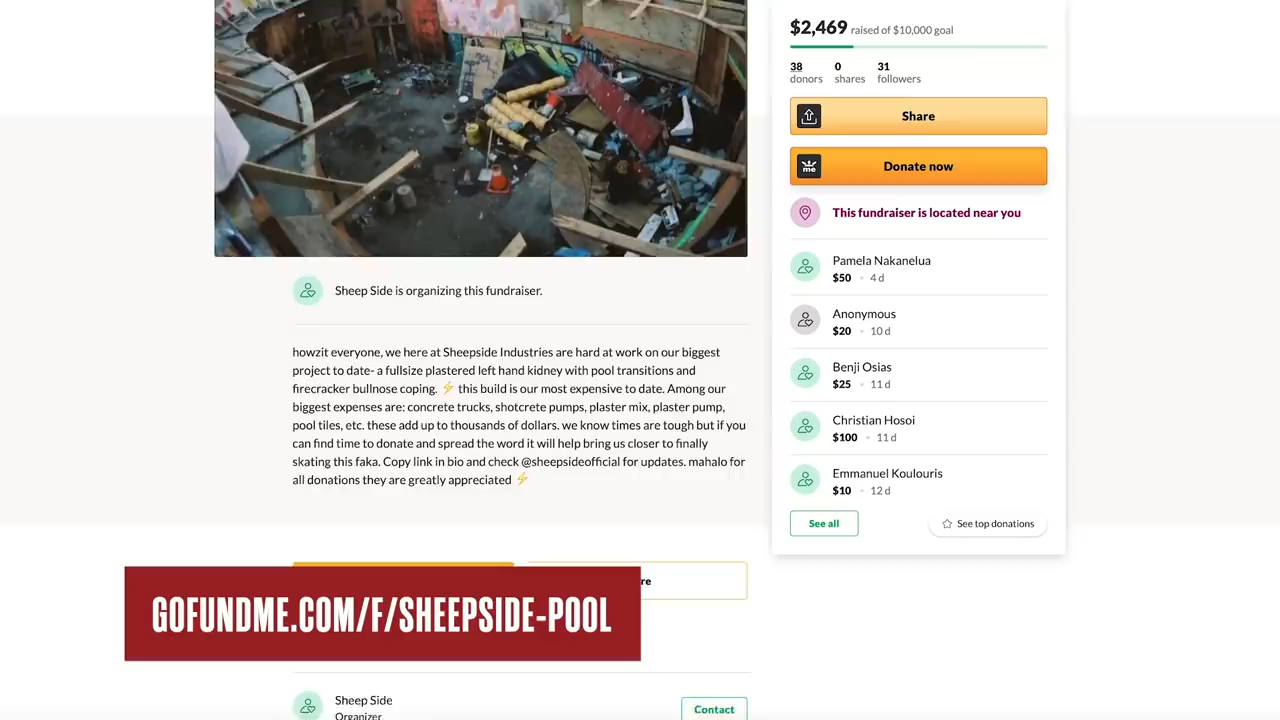 $2,469 raised of $10,000 goal
38 donors
0 shares
31 followers
Share
me
Donate now
This fundraiser is located near you
Pamela Nakanelua
$50 • 4 d
Anonymous
$20 • 10 d
Benji Osias
$25 • 11 d
Christian Hosoi
$100 • 11 d
Emmanuel Koulouris
$10 • 12 d
See all
See top donations
Sheep Side is organizing this fundraiser.
howzit everyone, we here at Sheepside Industries are hard at work on our biggest
project to date- a fullsize plastered left hand kidney with pool transitions and
firecracker bullnose coping. ⚡ this build is our most expensive to date. Among our
biggest expenses are: concrete trucks, shotcrete pumps, plaster mix, plaster pump,
pool tiles, etc. these add up to thousands of dollars. we know times are tough but if you
can find time to donate and spread the word it will help bring us closer to finally
skating this faka. Copy link in bio and check @sheepsideofficial for updates. mahalo for
all donations they are greatly appreciated ⚡
re
GOFUNDME.COM/F/SHEEPSIDE-POOL
Sheep Side
Organizer
Contact